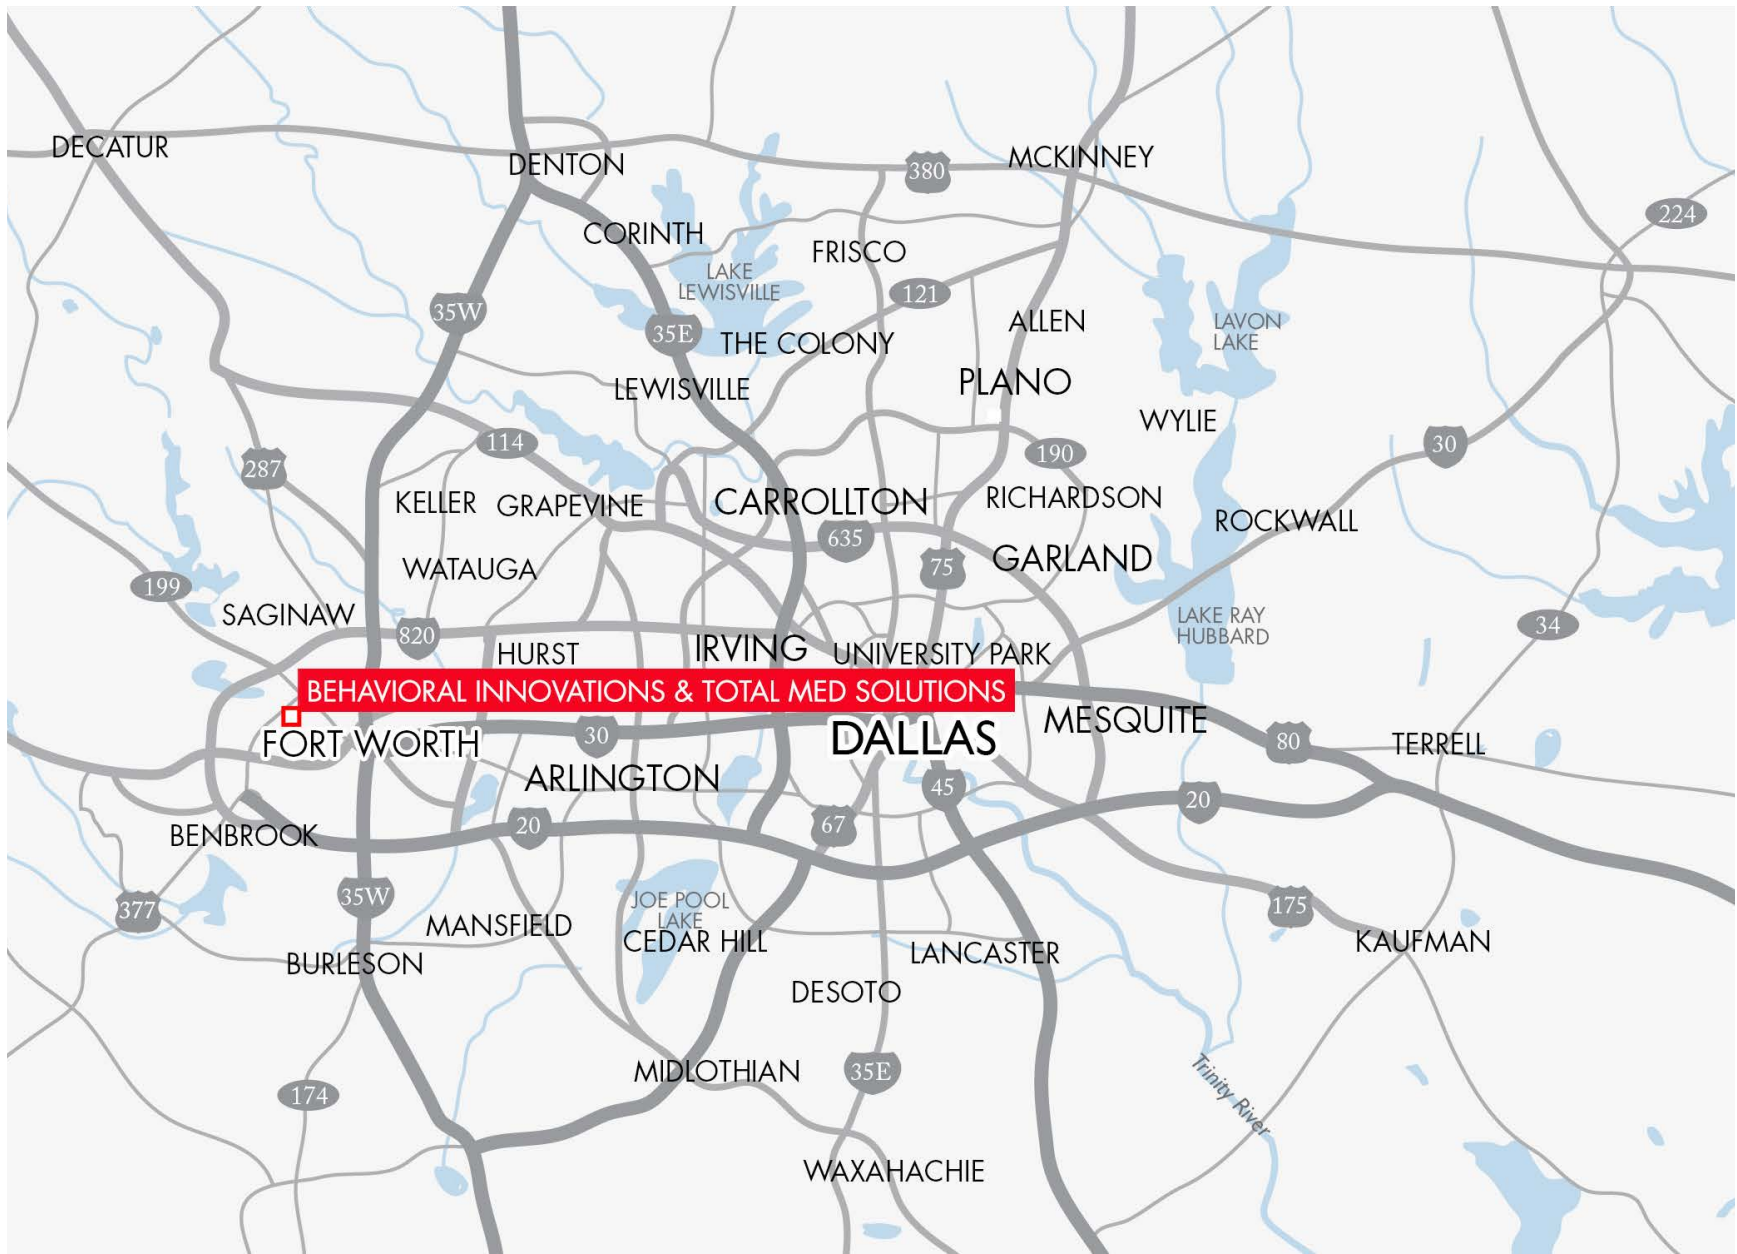 DECATUR
DENTON
MCKINNEY
380
224
CORINTH
FRISCO
LAKE
LEWISVILLE
121
35W
35E
THE COLONY
ALLEN
LAVON
LAKE
LEWISVILLE
PLANO
WYLIE
114
190
30
287
KELLER
GRAPEVINE
CARROLLTON
RICHARDSON
ROCKWALL
635
75
GARLAND
WATAUGA
199
SAGINAW
820
LAKE RAY
HUBBARD
34
HURST
IRVING
UNIVERSITY PARK
BEHAVIORAL INNOVATIONS & TOTAL MED SOLUTIONS
FORT WORTH
30
DALLAS
MESQUITE
80
TERRELL
ARLINGTON
45
20
BENBROOK
20
67
377
35W
JOE POOL
LAKE
175
MANSFIELD
CEDAR HILL
LANCASTER
KAUFMAN
BURLESON
DESOTO
MIDLOTHIAN
35E
174
Trinity River
WAXAHACHIE